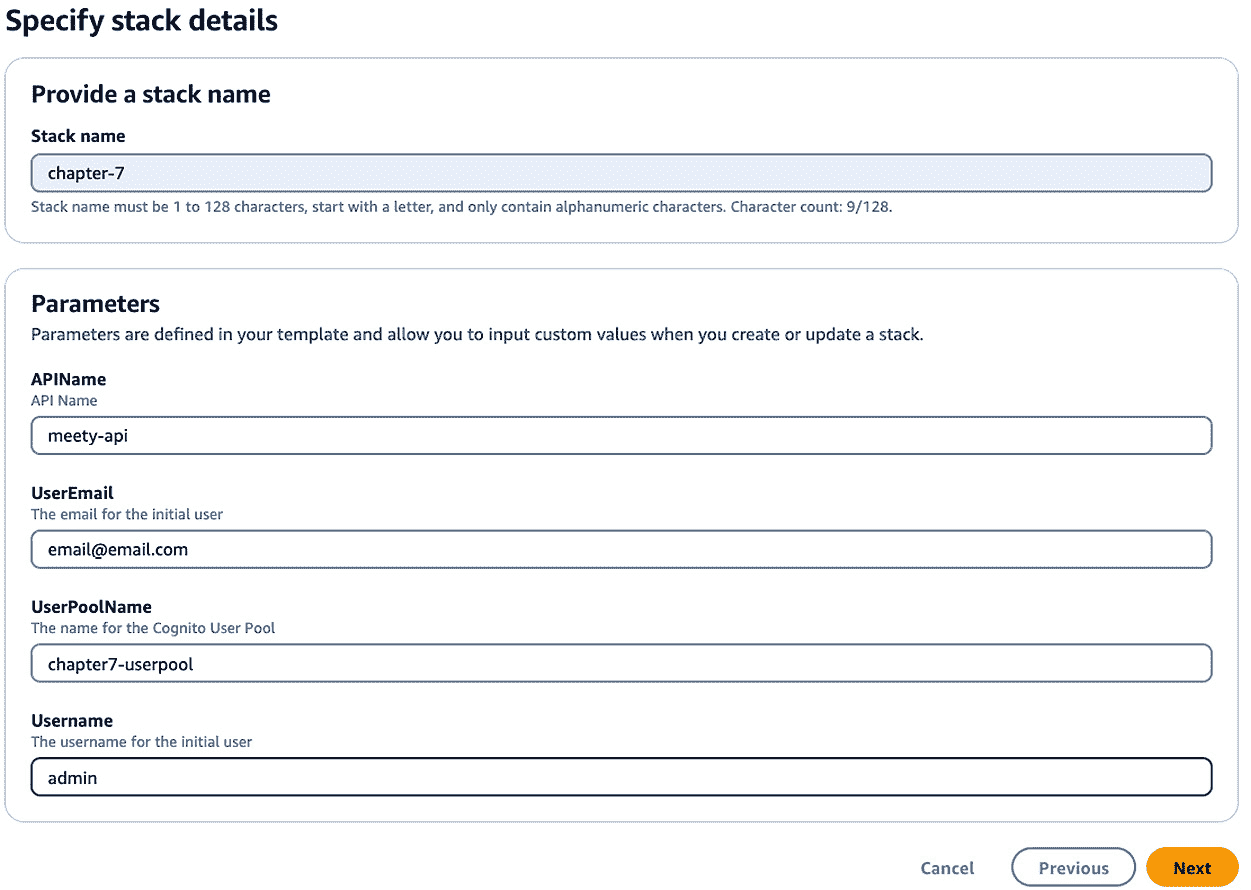 Specify stack details
Provide a stack name
Stack name
chapter-7
Stack name must be 1 to 128 characters, start with a letter, and only contain alphanumeric characters. Character count: 9/128.
Parameters
Parameters are defined in your template and allow you to input custom values when you create or update a stack.
APIName
API Name
meety-api
UserEmail
The email for the initial user
email@email.com
UserPoolName
The name for the Cognito User Pool
chapter7-userpool
Username
The username for the initial user
admin
Cancel Previous Next